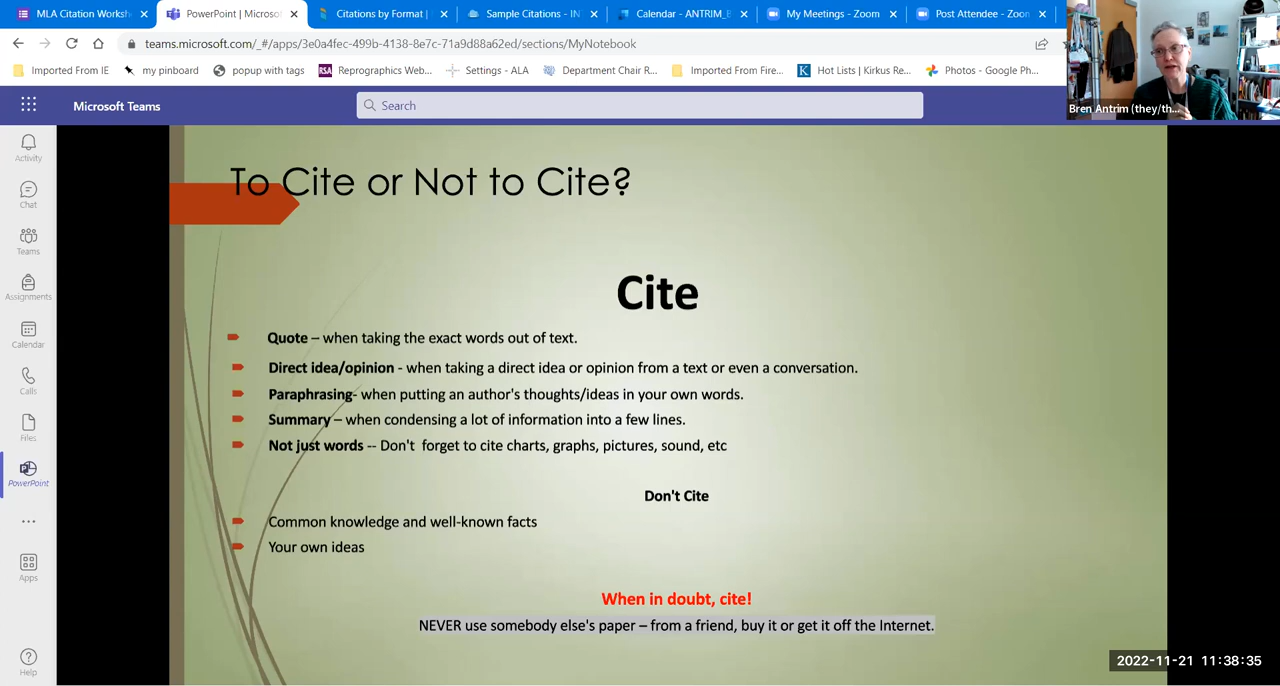 MLA Citation Works
PowerPoint | Microso
Citations by Format |
Sample Citations - IN
Calendar - ANTRIM_B
My Meetings - Zoom
Post Attendee - Zoom
teams.microsoft.com/_#/apps/3e0a4fec-499b-4138-8e7c-71a9d88a62ed/sections/MyNotebook
Imported From IE
my pinboard
popup with tags
RSA Reprographics Web...
Settings - ALA
Department Chair R...
Imported From Fire...
K Hot Lists | Kirkus Re...
Photos - Google Ph...
Bren Antrim (they/th...
Microsoft Teams
Search
Activity
Chat
Teams
Assignments
Calendar
Calls
Files
PowerPoint
Apps
Help
To Cite or Not to Cite?
Cite
Quote – when taking the exact words out of text.
Direct idea/opinion - when taking a direct idea or opinion from a text or even a conversation.
Paraphrasing- when putting an author's thoughts/ideas in your own words.
Summary – when condensing a lot of information into a few lines.
Not just words -- Don't forget to cite charts, graphs, pictures, sound, etc
Don't Cite
Common knowledge and well-known facts
Your own ideas
When in doubt, cite!
NEVER use somebody else's paper – from a friend, buy it or get it off the Internet.
2022-11-21 11:38:35